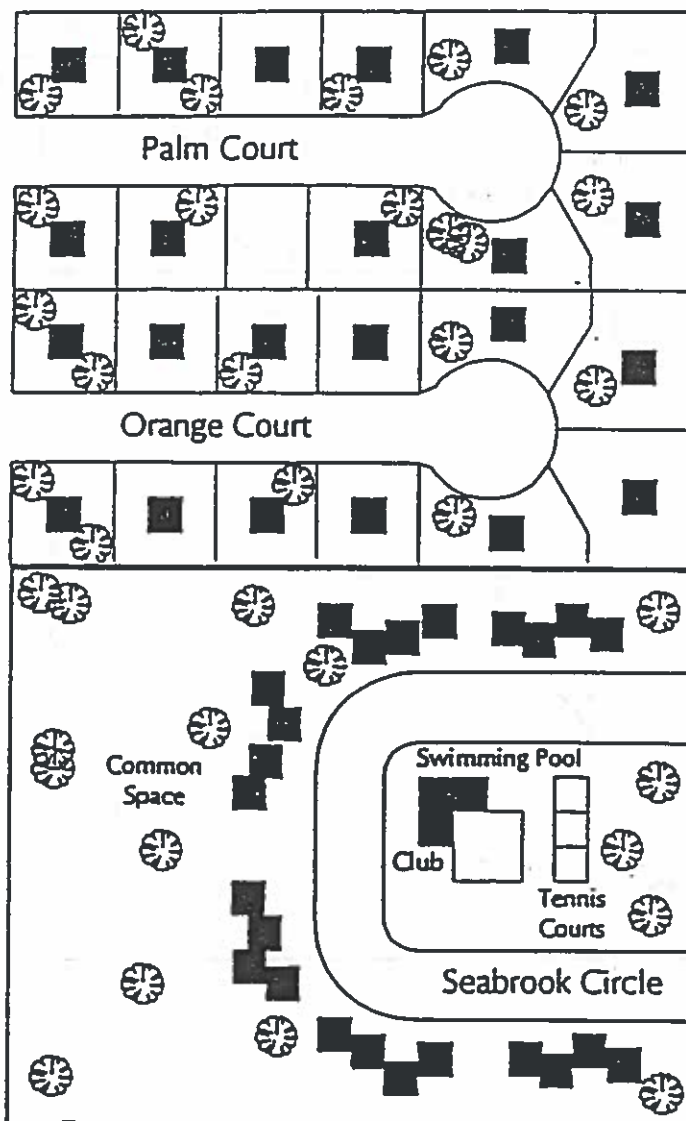 Palm Court
Orange Court
Common
Space
Swimming Pool
Club
Tennis
Courts
Seabrook Circle